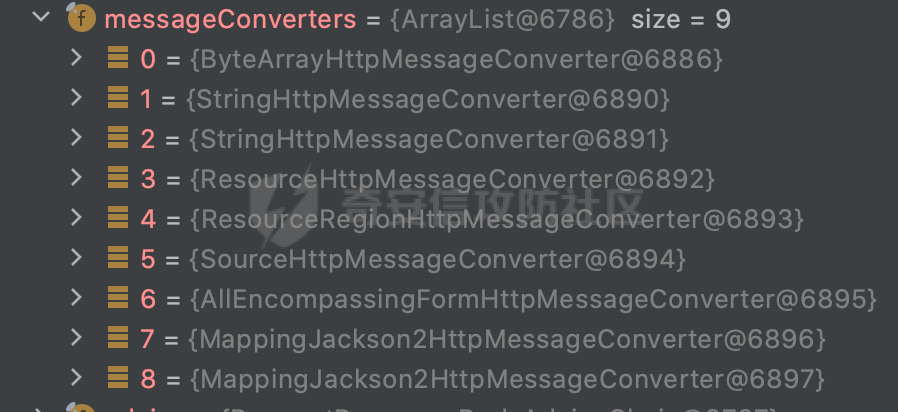 messageConverters = {ArrayList@6786} size = 9
0 = {ByteArrayHttpMessageConverter@6886}
1 = {StringHttpMessageConverter@6890}
2 = {StringHttpMessageConverter@6891}
3 = {ResourceHttpMessageConverter@6892}
奇安信攻防社区
4 = {ResourceRegionHttpMessageConverter@6893}
5 = {SourceHttpMessageConverter@6894}
6 = {AllEncompassingFormHttpMessageConverter@6895}
7 = {MappingJackson2HttpMessageConverter@6896}
8 = {MappingJackson2HttpMessageConverter@6897}